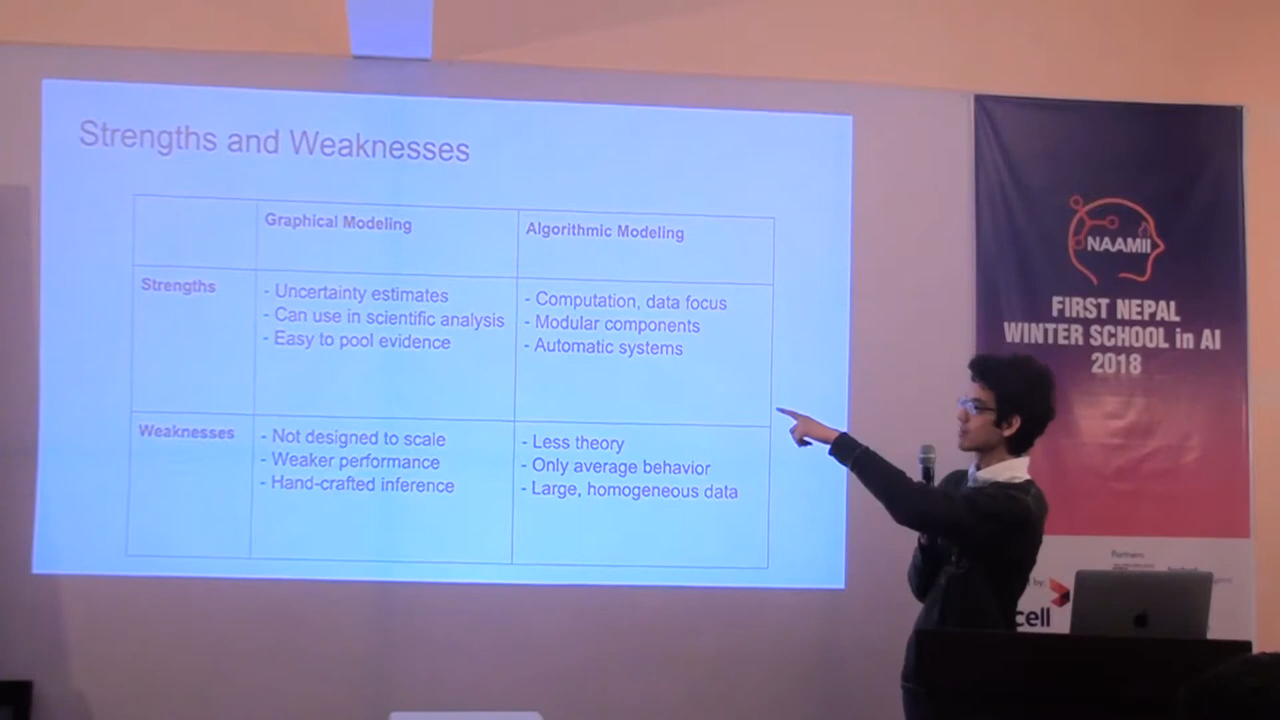 Strengths and Weaknesses
Graphical Modeling
Algorithmic Modeling
Strengths
- Uncertainty estimates
- Can use in scientific analysis
- Easy to pool evidence
- Computation, data focus
- Modular components
- Automatic systems
Weaknesses
- Not designed to scale
- Weaker performance
- Hand-crafted inference
- Less theory
- Only average behavior
- Large, homogeneous data
NAAMII
FIRST NEPAL
WINTER SCHOOL in AI
2018
Partners
by:
cell